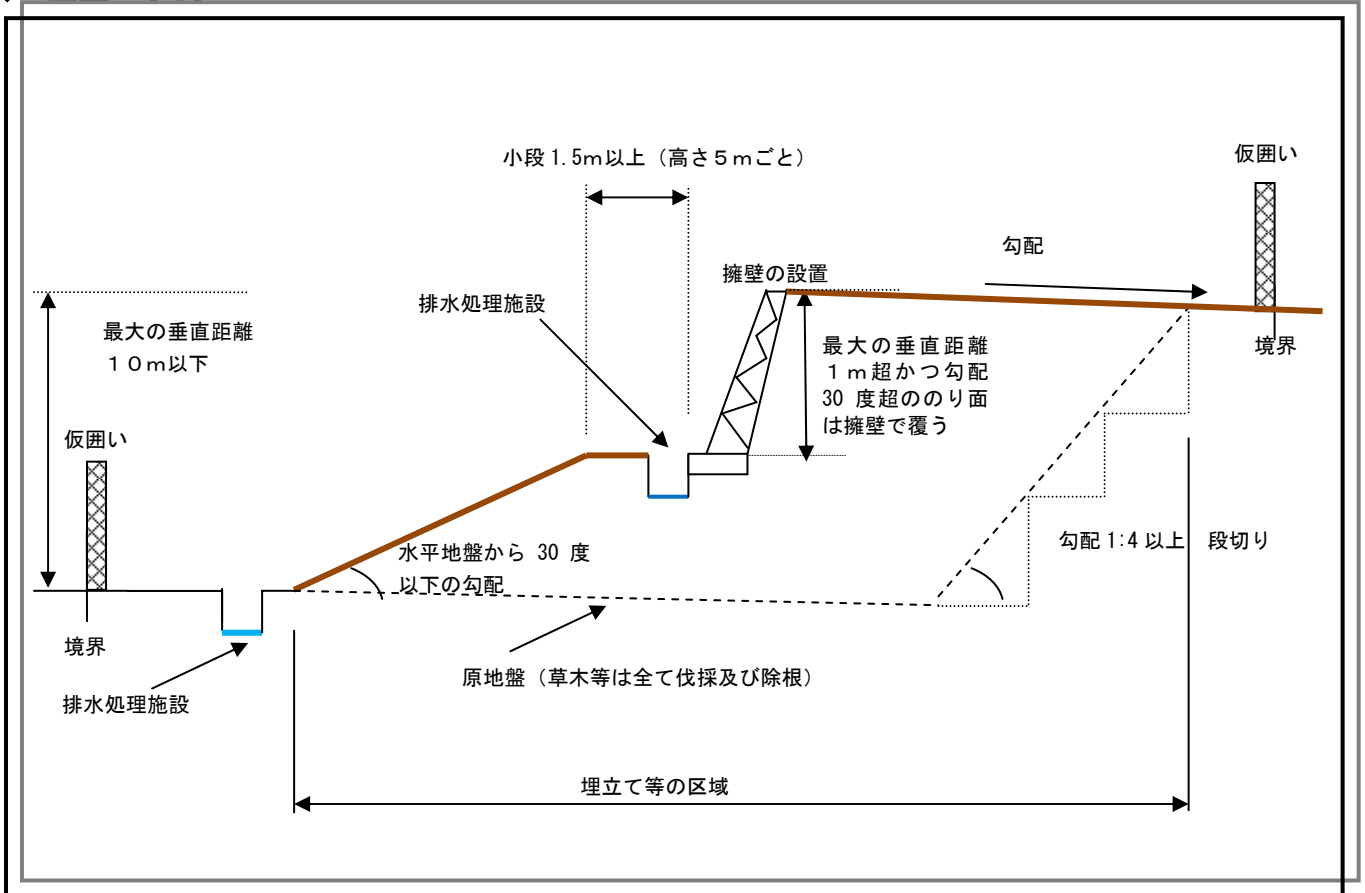 小段 1.5m以上（高さ５ｍごと）
仮囲い
勾配
擁壁の設置
排水処理施設
最大の垂直距離
１０ｍ以下
最大の垂直距離
１ｍ超かつ勾配
30 度超ののり面
は擁壁で覆う
境界
仮囲い
水平地盤から 30 度
以下の勾配
勾配 1:4 以上
段切り
境界
原地盤（草木等は全て伐採及び除根）
排水処理施設
埋立て等の区域